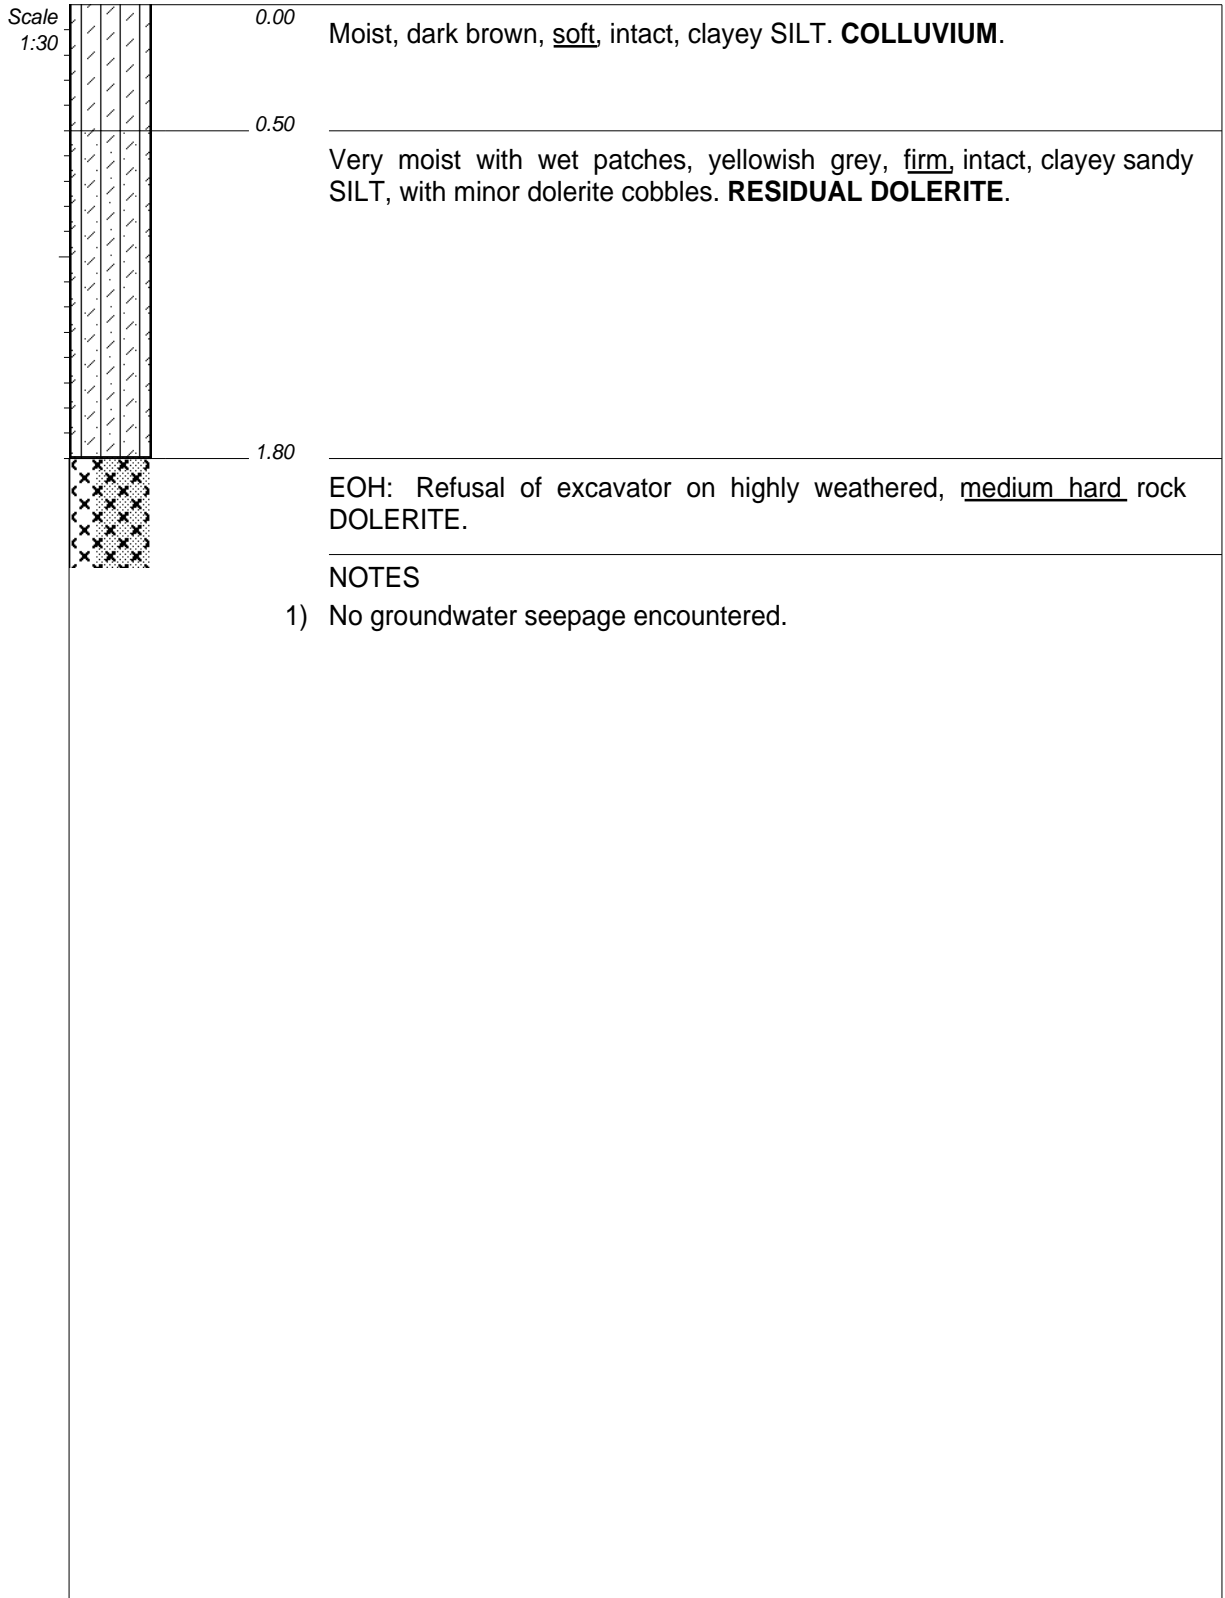 Scale
1:30
0.00
Moist, dark brown, soft, intact, clayey SILT. COLLUVIUM.
0.50
Very moist with wet patches, yellowish grey, firm, intact, clayey sandy
SILT, with minor dolerite cobbles. RESIDUAL DOLERITE.
1.80
EOH: Refusal of excavator on highly weathered, medium hard rock
DOLERITE.
NOTES
1) No groundwater seepage encountered.